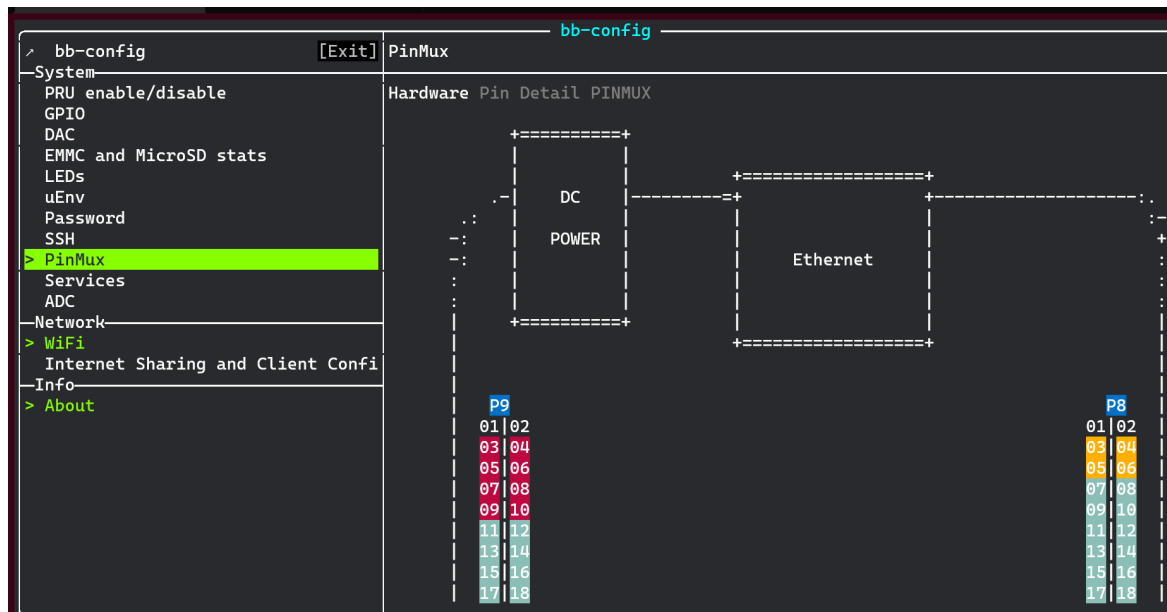 bb-config
↗ bb-config [Exit]
System
PRU enable/disable
GPIO
DAC
EMMC and MicroSD stats
LEDs
uEnv
Password
SSH
> PinMux
Services
ADC
Network
> WiFi
Internet Sharing and Client Confi
Info
> About
PinMux
Hardware Pin Detail PINMUX
DC
POWER
Ethernet
P9
01|02
03|04
05|06
07|08
09|10
11|12
13|14
15|16
17|18
P8
01|02
03|04
05|06
07|08
09|10
11|12
13|14
15|16
17|18